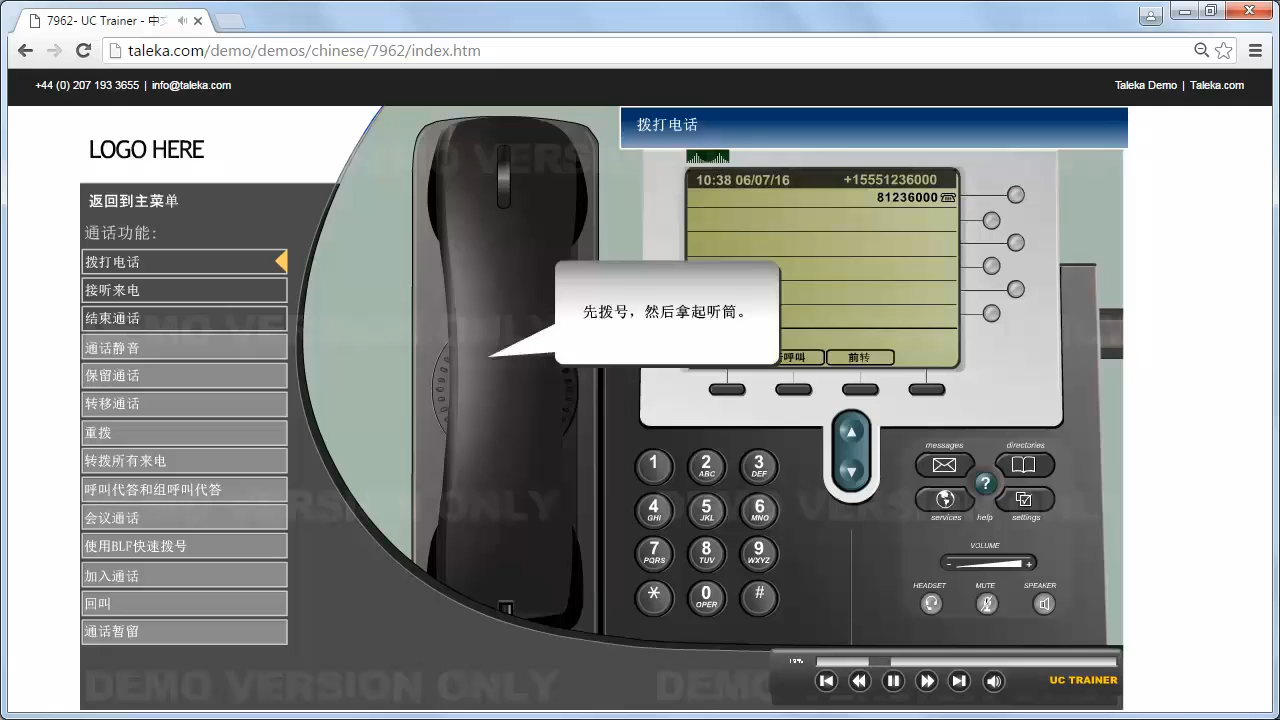 7962- UC Trainer - 中
taleka.com/demo/demos/chinese/7962/index.htm
+44 (0) 207 193 3655 | info@taleka.com
Taleka Demo | Taleka.com
LOGO HERE
拨打电话
返回到主菜单
通话功能:
拨打电话
接听来电
结束通话
通话静音
保留通话
转移通话
重拨
转拨所有来电
呼叫代答和组呼叫代答
会议通话
使用BLF快速拨号
加入通话
回叫
通话暂留
10:38 06/07/16 +15551236000
81236000
先拨号，然后拿起听筒。
呼叫 前转
messages directories
?
services help settings
1 2 ABC 3 DEF
4 GHI 5 JKL 6 MNO
7 PQRS 8 TUV 9 WXYZ
* 0 OPER #
VOLUME
- +
HEADSET MUTE SPEAKER
UC TRAINER
DEMO VERSION ONLY